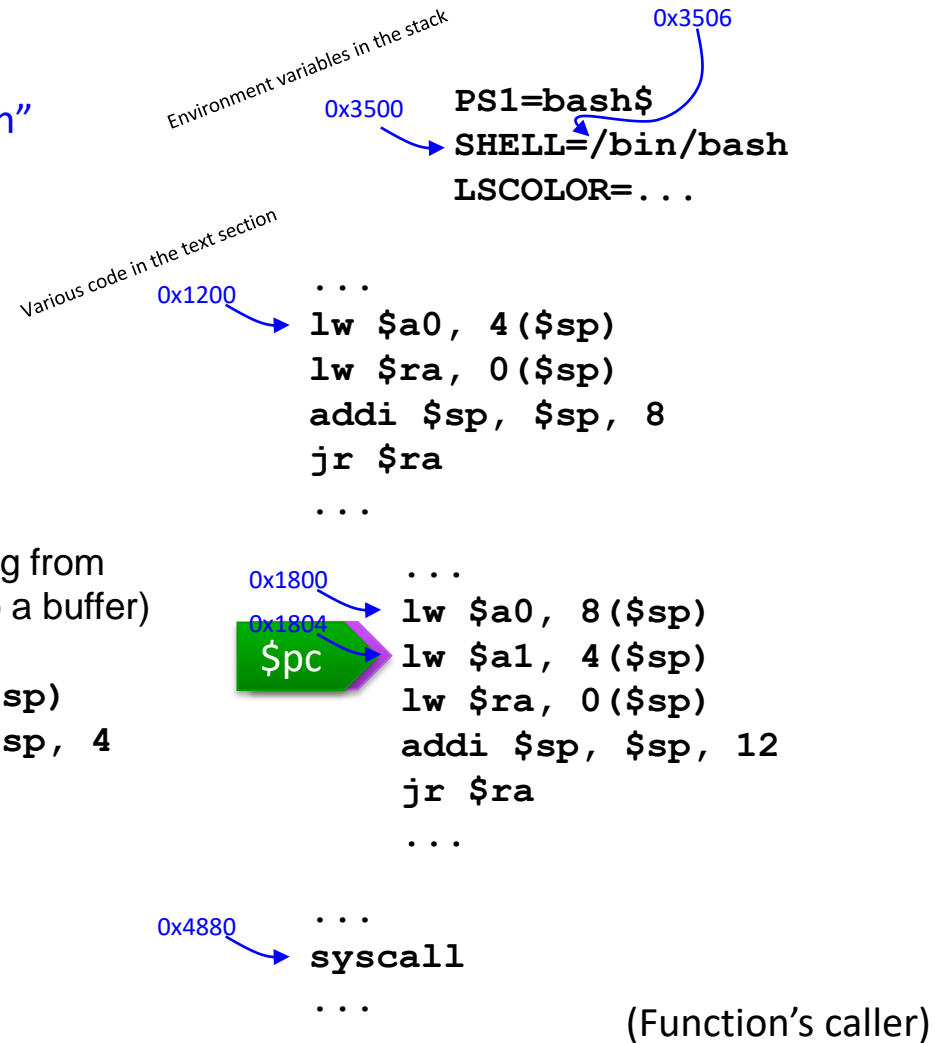 Environment variables in the stack
0x3506
n”
0x3500
PS1=bash$
SHELL=/bin/bash
LSCOLOR=...
Various code in the text section
0x1200
...
lw $a0, 4($sp)
lw $ra, 0($sp)
addi $sp, $sp, 8
jr $ra
...
g from
a buffer)
sp)
sp, 4
0x1800
...
lw $a0, 8($sp)
0x1804
$pc
lw $a1, 4($sp)
lw $ra, 0($sp)
addi $sp, $sp, 12
jr $ra
...
0x4880
...
syscall
...
(Function’s caller)